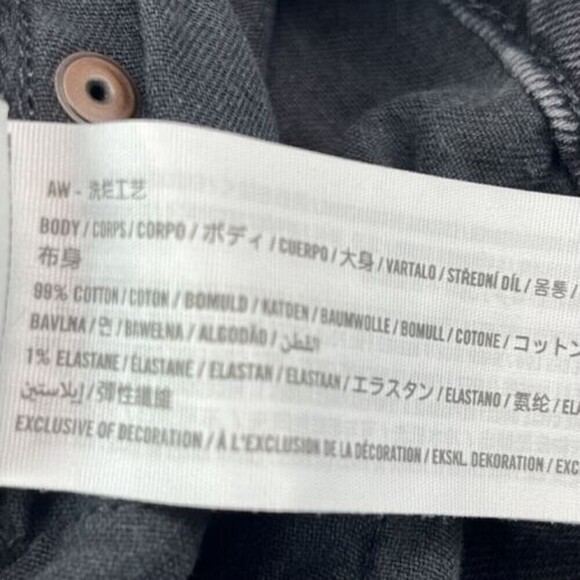 AW - 洗烂工艺
BODY / CORPS / CORPO / ボディ / CUERPO / 大身 / VARTALO / STŘEDNÍ DÍL / 몸통 /
布身
99% COTTON / COTON / BOMULD / KATOEN / BAUMWOLLE / BOMULL / COTONE / コットン
BAVLNA / 면 / BAWEŁNA / ALGODÃO / القطن
1% ELASTANE / ÉLASTHANE / ELASTAN / ELASTAAN / エラスタン / ELASTANO / 氨纶 / ELA
إيلاستين / 彈性纖維
EXCLUSIVE OF DECORATION / À L'EXCLUSION DE LA DÉCORATION / EKSKL. DEKORATION / EXC